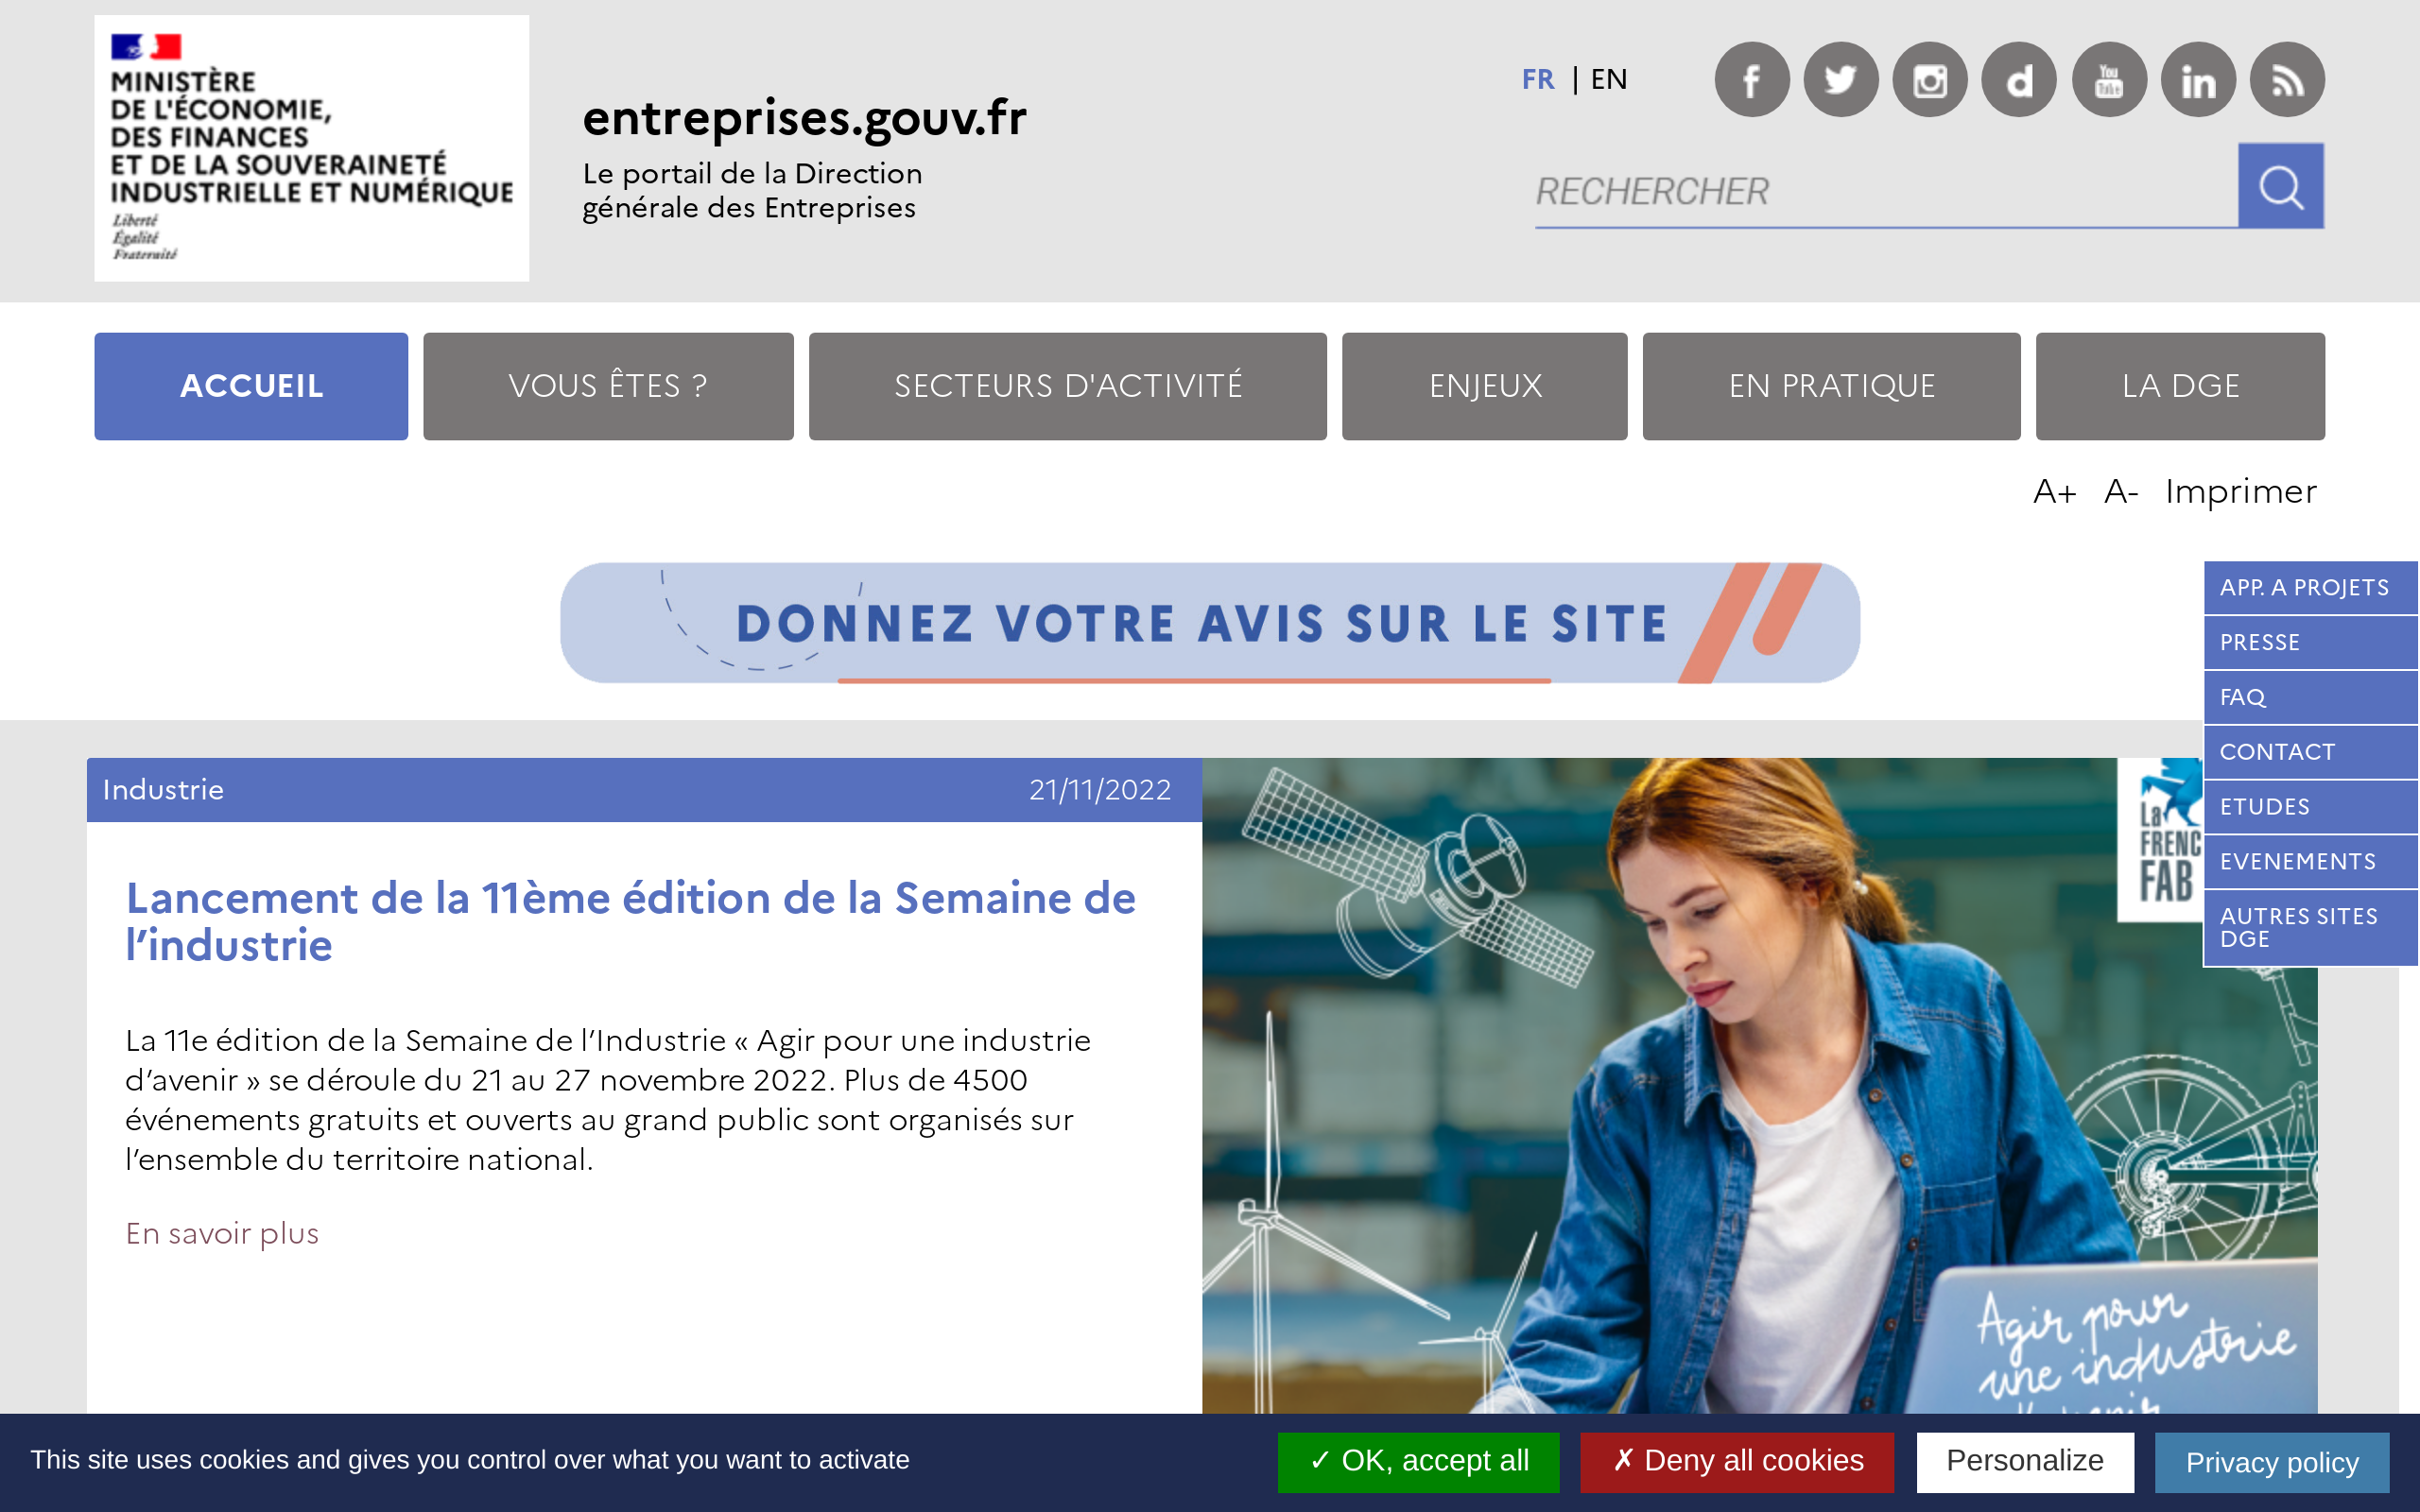 MINISTÈRE
DE L'ÉCONOMIE,
DES FINANCES
ET DE LA SOUVERAINETÉ
INDUSTRIELLE ET NUMÉRIQUE
Liberté
Égalité
Fraternité
entreprises.gouv.fr
Le portail de la Direction
générale des Entreprises
FR | EN
You Tube
RECHERCHER
ACCUEIL
VOUS ÊTES ?
SECTEURS D'ACTIVITÉ
ENJEUX
EN PRATIQUE
LA DGE
A+ A- Imprimer
DONNEZ VOTRE AVIS SUR LE SITE
APP. A PROJETS
PRESSE
FAQ
CONTACT
ETUDES
EVENEMENTS
AUTRES SITES
DGE
Industrie 21/11/2022
Lancement de la 11ème édition de la Semaine de
l’industrie
La 11e édition de la Semaine de l’Industrie « Agir pour une industrie
d’avenir » se déroule du 21 au 27 novembre 2022. Plus de 4500
événements gratuits et ouverts au grand public sont organisés sur
l’ensemble du territoire national.
En savoir plus
La
FRENC
FAB
Agir pour
une industrie
This site uses cookies and gives you control over what you want to activate
✓ OK, accept all
✗ Deny all cookies
Personalize
Privacy policy